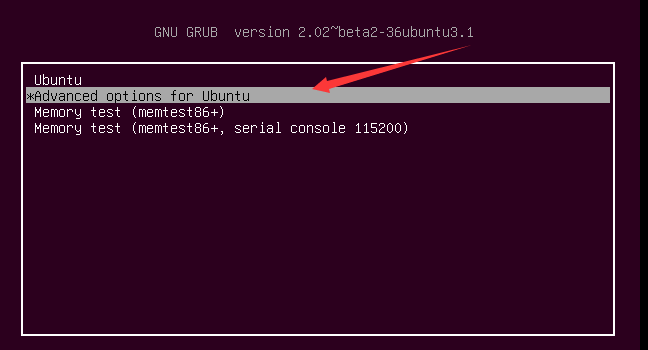 GNU GRUB  version 2.02~beta2-36ubuntu3.1
Ubuntu
*Advanced options for Ubuntu
Memory test (memtest86+)
Memory test (memtest86+, serial console 115200)